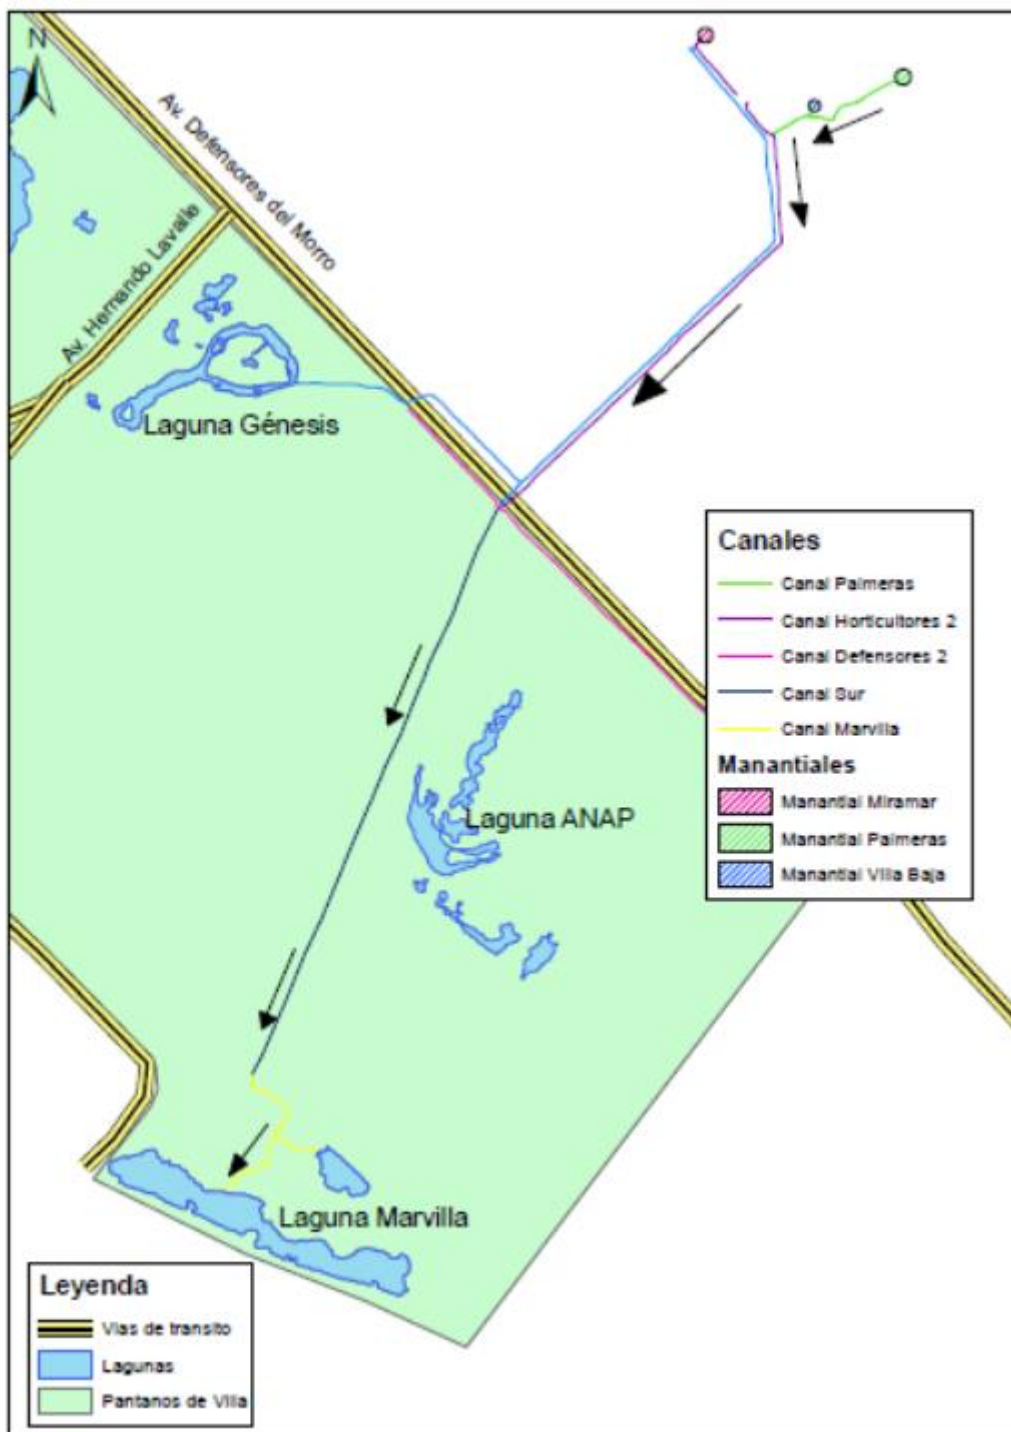 N
Av. Defensores del Morro
Av. Hernando Lavalle
Laguna Génesis
Canales
Canal Palmeras
Canal Horticultores 2
Canal Defensores 2
Canal Sur
Canal Marvilla
Manantiales
Manantial Miramar
Manantial Palmeras
Manantial Villa Baja
Laguna ANAP
Laguna Marvilla
Leyenda
Vias de transito
Lagunas
Pantanos de Villa